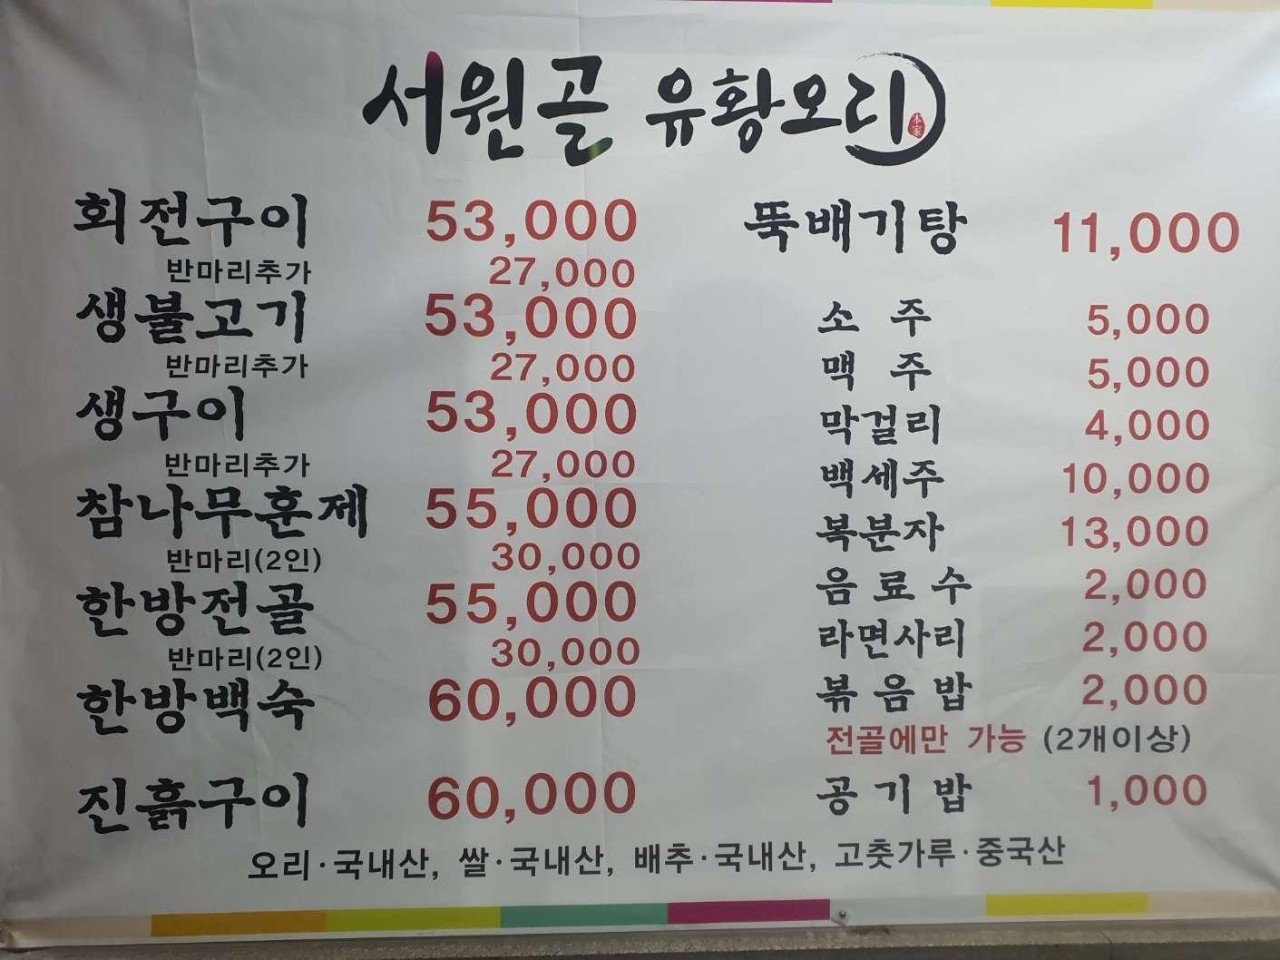 서원골 유황오리
本家
회전구이 53,000
반마리추가 27,000
생불고기 53,000
반마리추가 27,000
생구이 53,000
반마리추가 27,000
참나무훈제 55,000
반마리(2인) 30,000
한방전골 55,000
반마리(2인) 30,000
한방백숙 60,000
진흙구이 60,000
뚝배기탕 11,000
소 주 5,000
맥 주 5,000
막걸리 4,000
백세주 10,000
복분자 13,000
음료수 2,000
라면사리 2,000
볶음밥 2,000
전골에만 가능 (2개이상)
공기밥 1,000
오리·국내산, 쌀·국내산, 배추·국내산, 고춧가루·중국산